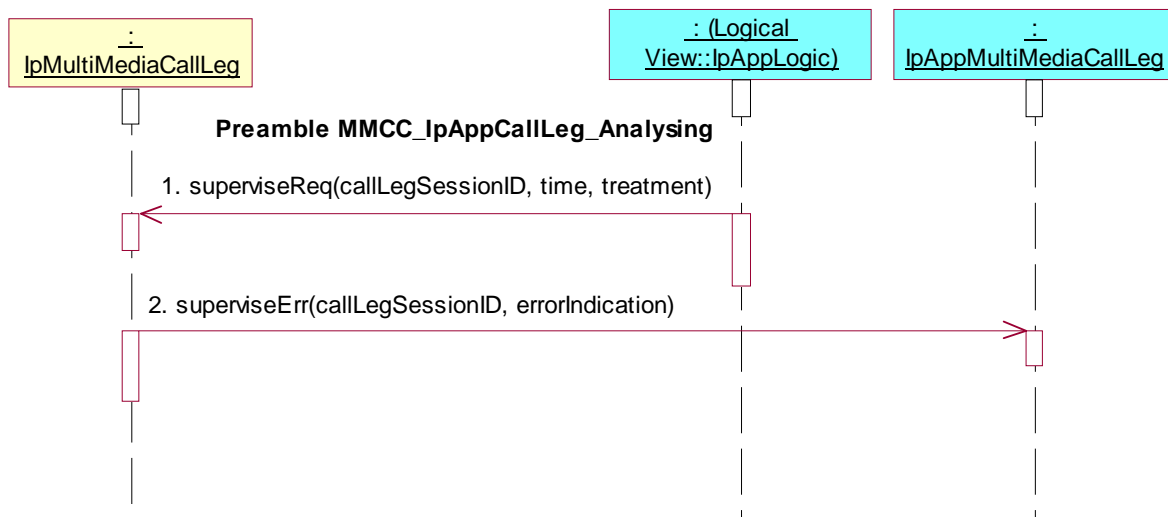 :
IpMultiMediaCallLeg
: (Logical
View::IpAppLogic)
:
IpAppMultiMediaCallLeg
Preamble MMCC_IpAppCallLeg_Analysing
1. superviseReq(callLegSessionID, time, treatment)
2. superviseErr(callLegSessionID, errorIndication)